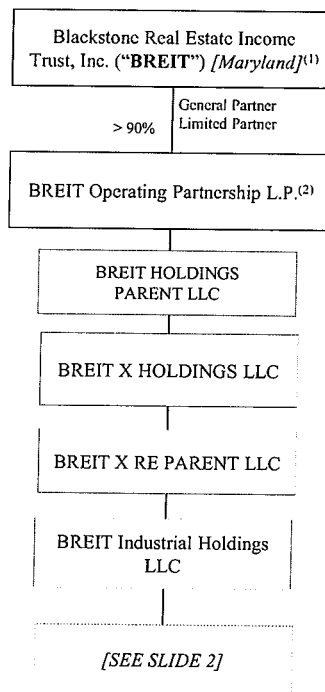 Blackstone Real Estate Income
Trust, Inc. (“BREIT”) [Maryland](1)
General Partner
> 90% Limited Partner
BREIT Operating Partnership L.P.(2)
BREIT HOLDINGS
PARENT LLC
BREIT X HOLDINGS LLC
BREIT X RE PARENT LLC
BREIT Industrial Holdings
LLC
[SEE SLIDE 2]